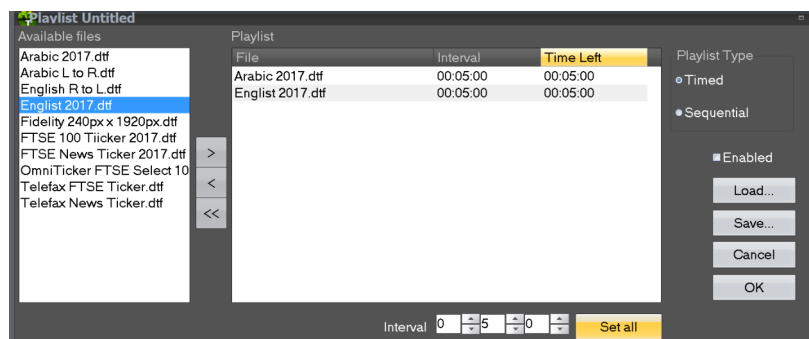 Playlist Untitled
Available files
Arabic 2017.dtf
Arabic L to R.dtf
English R to L.dtf
Englist 2017.dtf
Fidelity 240px x 1920px.dtf
FTSE 100 Tiicker 2017.dtf
FTSE News Ticker 2017.dtf
OmniTicker FTSE Select 10
Telefax FTSE Ticker.dtf
Telefax News Ticker.dtf
>
<
<<
Playlist
File Interval Time Left
Arabic 2017.dtf 00:05:00 00:05:00
Englist 2017.dtf 00:05:00 00:05:00
Interval 0 5 0 Set all
Playlist Type
Timed
Sequential
Enabled
Load...
Save...
Cancel
OK